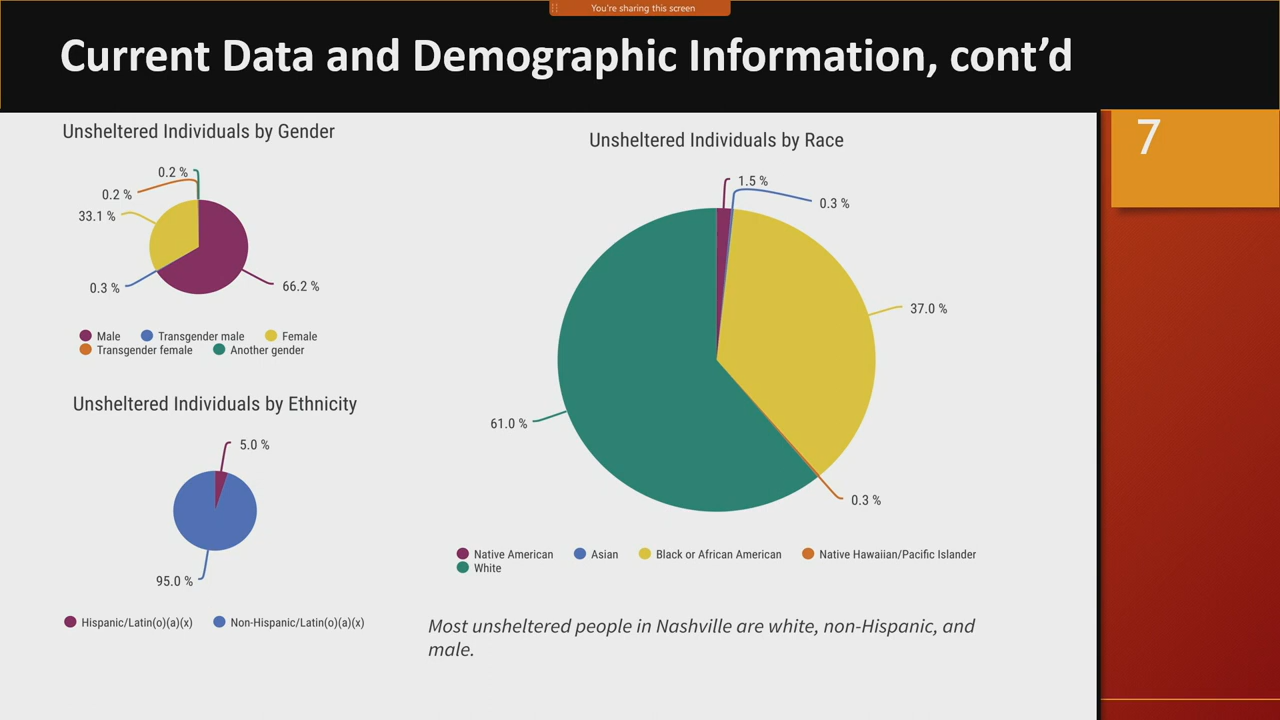 You're sharing this screen
Current Data and Demographic Information, cont’d
7
Unsheltered Individuals by Gender
0.2 %
0.2 %
33.1 %
0.3 %
66.2 %
Male Transgender male Female
Transgender female Another gender
Unsheltered Individuals by Ethnicity
5.0 %
95.0 %
Hispanic/Latin(o)(a)(x) Non-Hispanic/Latin(o)(a)(x)
Unsheltered Individuals by Race
1.5 %
0.3 %
37.0 %
61.0 %
0.3 %
Native American Asian Black or African American Native Hawaiian/Pacific Islander
White
Most unsheltered people in Nashville are white, non-Hispanic, and
male.